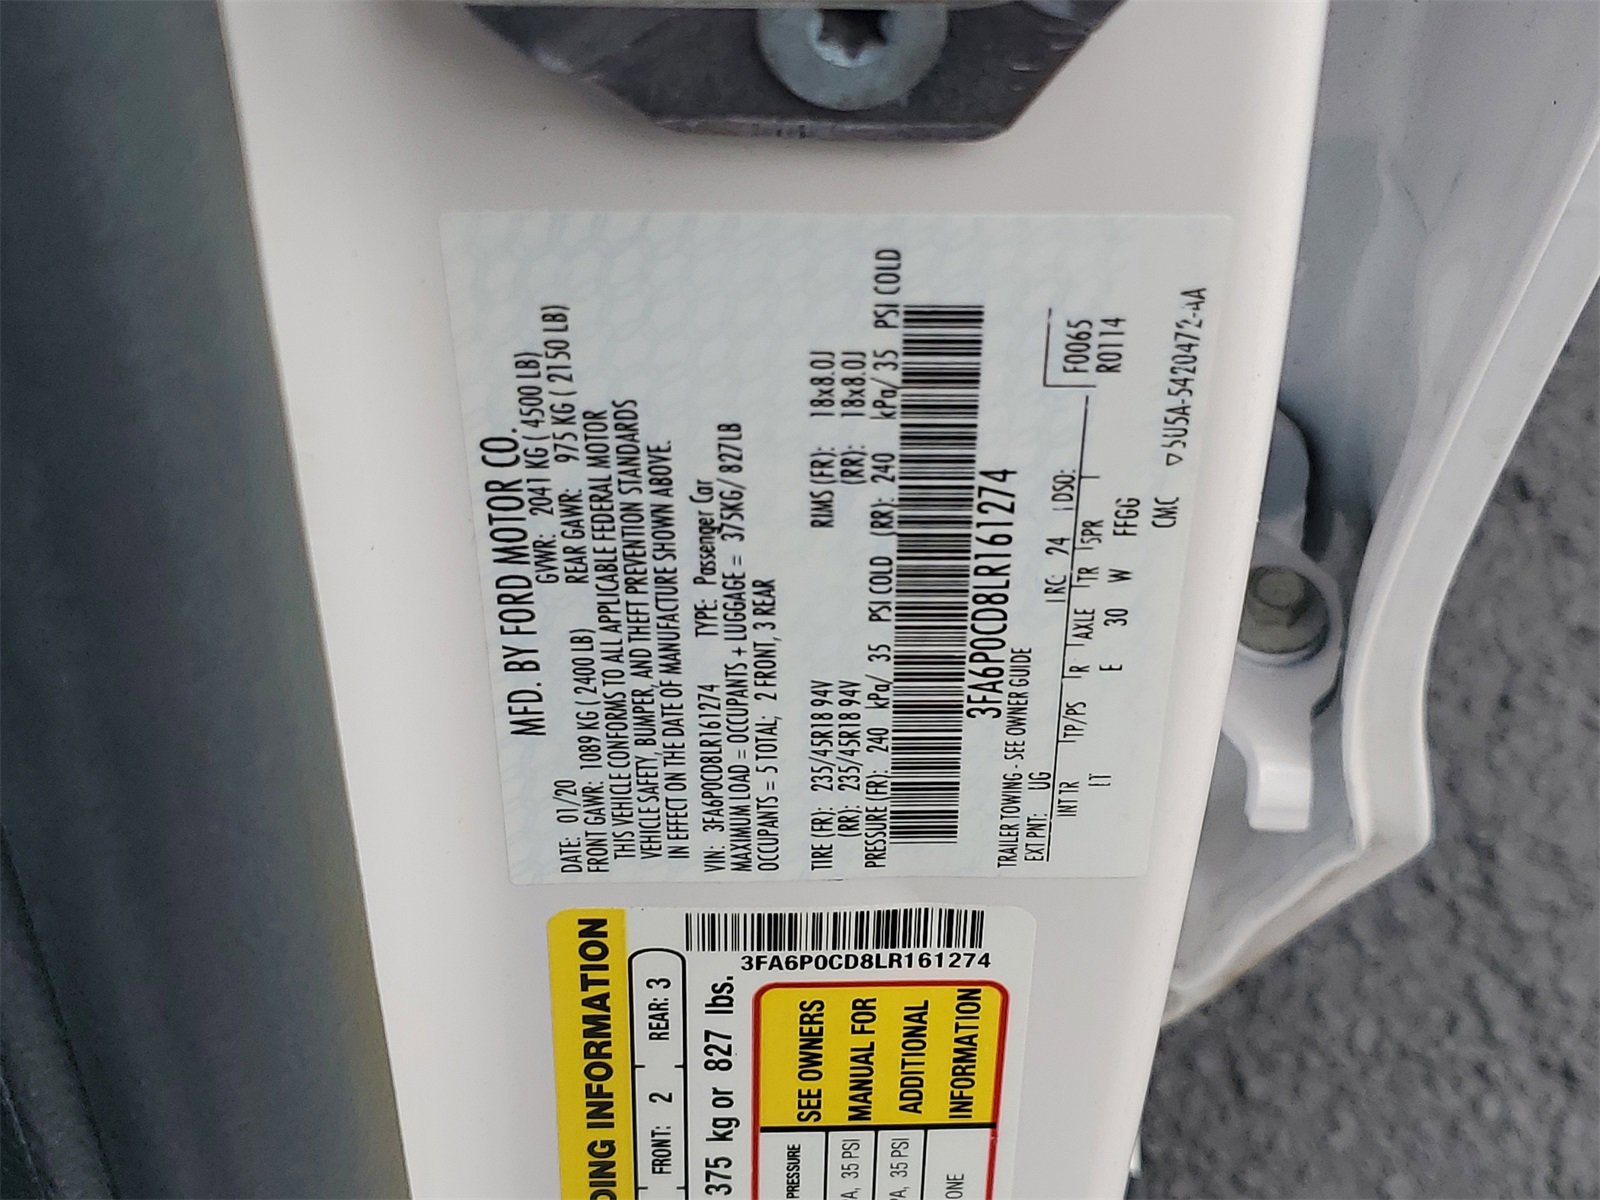 MFD. BY FORD MOTOR CO.
DATE: 01/20 GVWR: 2041 KG ( 4500 LB)
FRONT GAWR: 1089 KG ( 2400 LB) REAR GAWR: 975 KG ( 2150 LB)
THIS VEHICLE CONFORMS TO ALL APPLICABLE FEDERAL MOTOR
VEHICLE SAFETY, BUMPER, AND THEFT PREVENTION STANDARDS
IN EFFECT ON THE DATE OF MANUFACTURE SHOWN ABOVE.
VIN: 3FA6P0CD8LR161274 TYPE: Passenger Car
MAXIMUM LOAD = OCCUPANTS + LUGGAGE = 375KG/ 827LB
OCCUPANTS = 5 TOTAL; 2 FRONT, 3 REAR
TIRE (FR): 235/45R18 94V RIMS (FR): 18x8.0J
(RR): 235/45R18 94V (RR): 18x8.0J
PRESSURE (FR): 240 kPa/ 35 PSI COLD (RR): 240 kPa/ 35 PSI COLD
3FA6P0CD8LR161274
TRAILER TOWING - SEE OWNER GUIDE
EXT PNT: UG RC: 24 DSO: F0065
INT TR TP/PS R AXLE TR SPR R0114
LT E 30 W FFGG
CMC 5U5A-5420472-AA
DING INFORMATION
FRONT: 2 REAR: 3
375 kg or 827 lbs.
3FA6P0CD8LR161274
PRESSURE
A, 35 PSI
A, 35 PSI
ONE
SEE OWNERS
MANUAL FOR
ADDITIONAL
INFORMATION